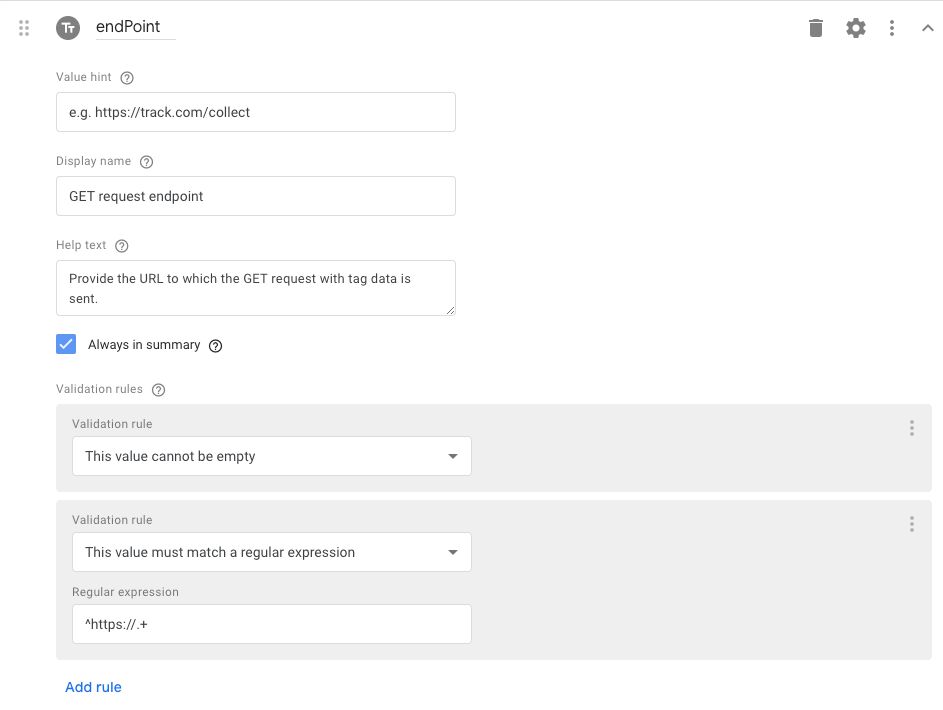 Tт endPoint
Value hint ?
e.g. https://track.com/collect
Display name ?
GET request endpoint
Help text ?
Provide the URL to which the GET request with tag data is
sent.
Always in summary ?
Validation rules ?
Validation rule
This value cannot be empty
Validation rule
This value must match a regular expression
Regular expression
^https://.+
Add rule